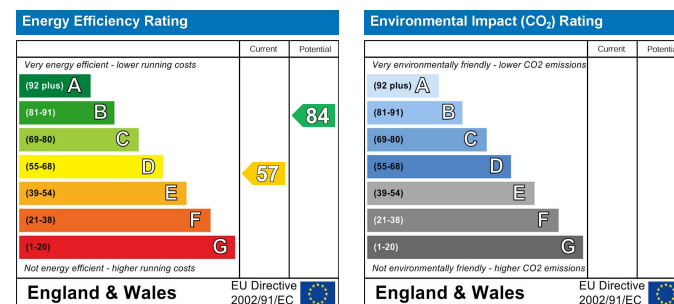 Energy Efficiency Rating
Current Potential
Very energy efficient - lower running costs
(92 plus) A
(81-91) B
84
(69-80) C
(55-68) D
57
(39-54) E
(21-38) F
(1-20) G
Not energy efficient - higher running costs
England & Wales
EU Directive
2002/91/EC
Environmental Impact (CO2) Rating
Current Potentia
Very environmentally friendly - lower CO2 emissions
(92 plus) A
(81-91) B
(69-80) C
(55-68) D
(39-54) E
(21-38) F
(1-20) G
Not environmentally friendly - higher CO2 emissions
England & Wales
EU Directive
2002/91/EC